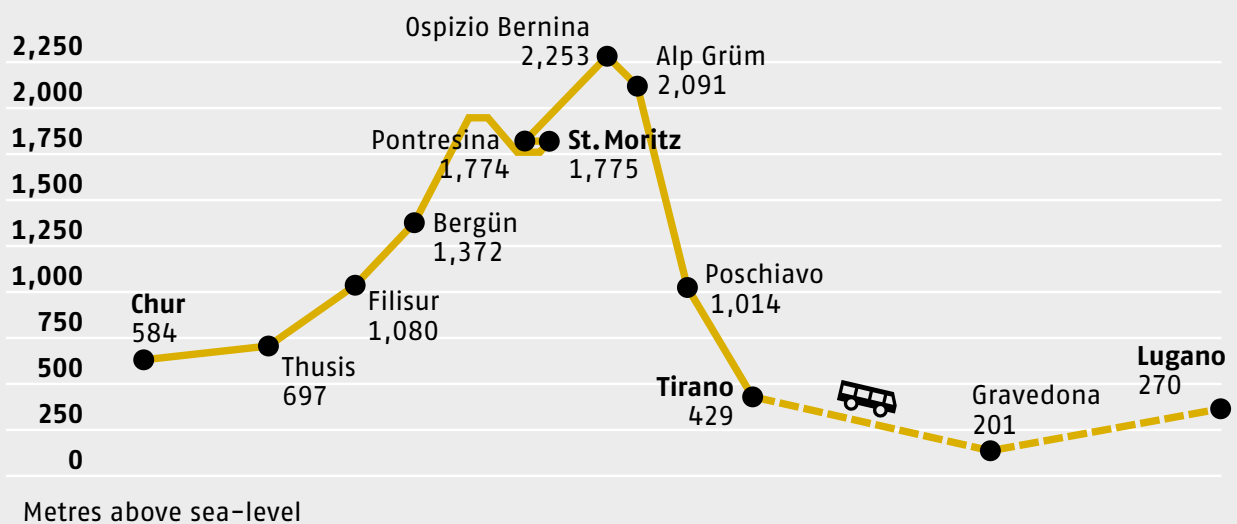 2,250
2,000
1,750
1,500
1,250
1,000
750
500
250
0
Chur
584
Thusis
697
Filisur
1,080
Bergün
1,372
Pontresina
1,774
St. Moritz
1,775
Ospizio Bernina
2,253
Alp Grüm
2,091
Poschiavo
1,014
Tirano
429
Gravedona
201
Lugano
270
Metres above sea-level